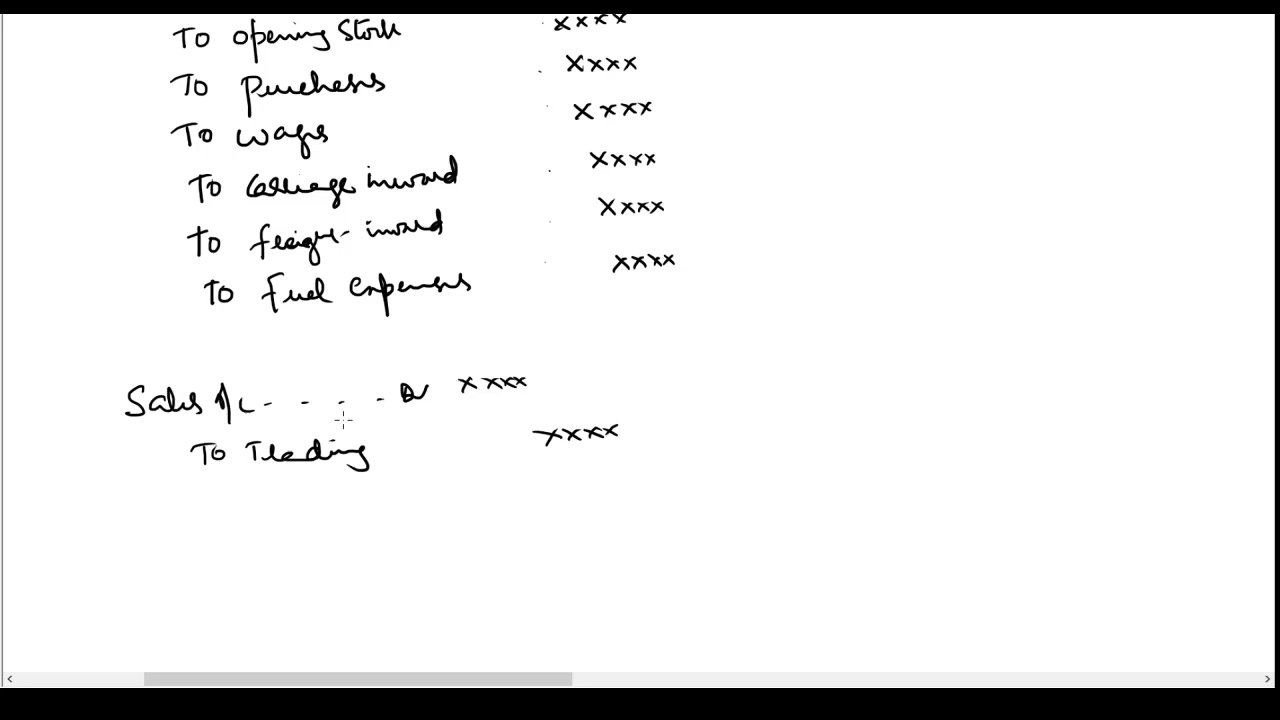 To opening Stock xxxx
To Purchases xxxx
To wages xxxx
To Carriage inward xxxx
To freight inward xxxx
To Fuel Expenses xxxx
Sales A/c - - - - Dr xxxx
To Trading xxxx